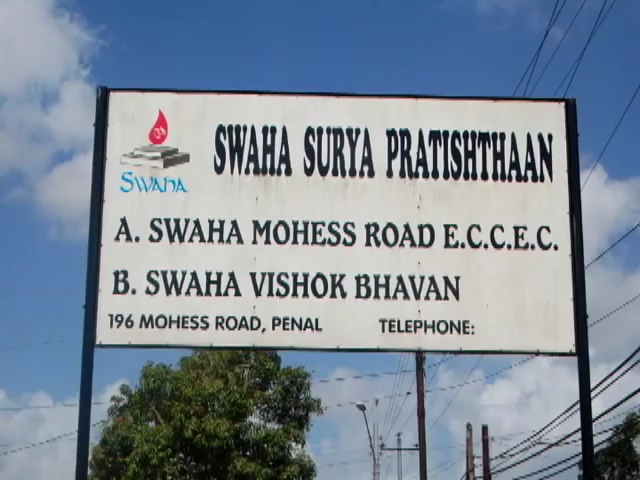 SWAHA SURYA PRATISHTHAAN
ॐ
SWAHA
A. SWAHA MOHESS ROAD E.C.C.E.C.
B. SWAHA VISHOK BHAVAN
196 MOHESS ROAD, PENAL TELEPHONE: